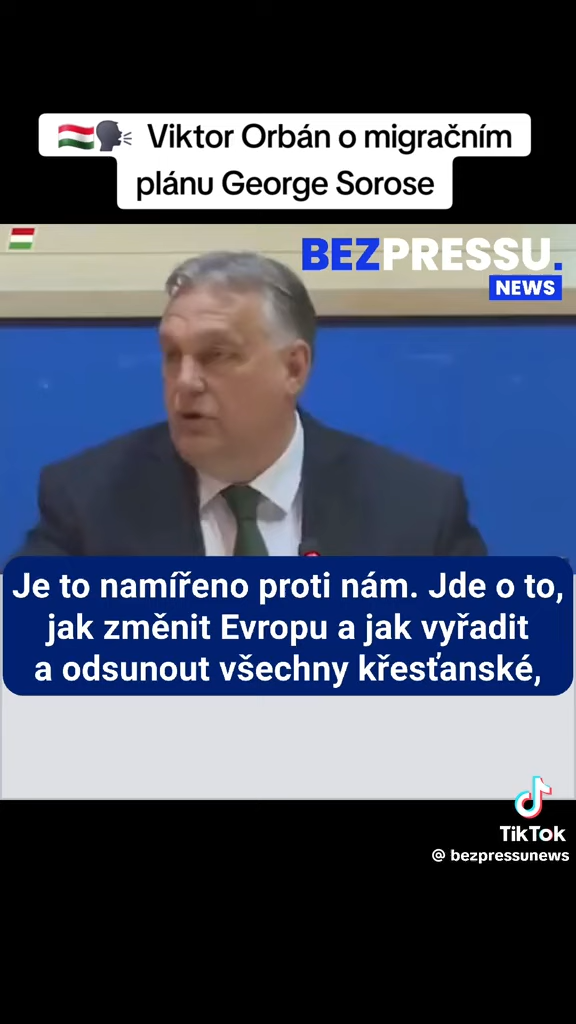 🇭🇺🗣️ Viktor Orbán o migračním
plánu George Sorose
BEZPRESSU.
NEWS
Je to namířeno proti nám. Jde o to,
jak změnit Evropu a jak vyřadit
a odsunout všechny křesťanské,
TikTok
@ bezpressunews